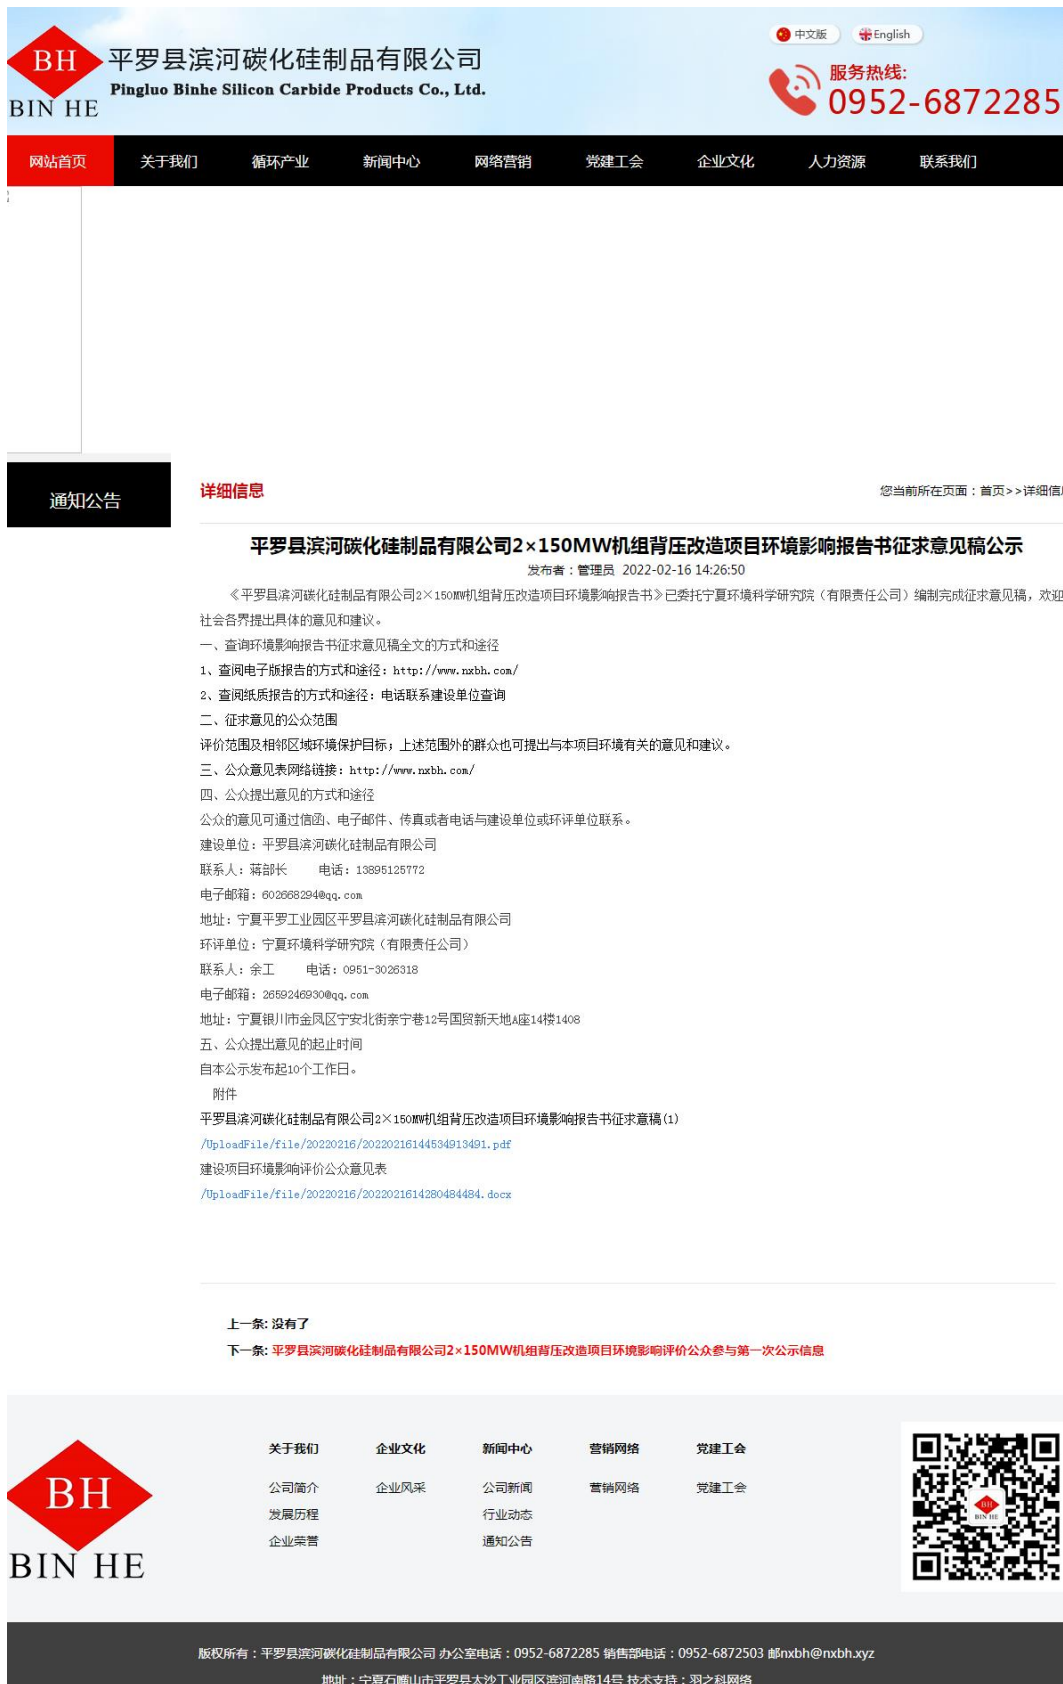 BH
BIN HE
平罗县滨河碳化硅制品有限公司
Pingluo Binhe Silicon Carbide Products Co., Ltd.
中文版 English
服务热线:
0952-6872285
网站首页 关于我们 循环产业 新闻中心 网络营销 党建工会 企业文化 人力资源 联系我们
通知公告
详细信息
您当前所在页面：首页>>详细信息
平罗县滨河碳化硅制品有限公司2×150MW机组背压改造项目环境影响报告书征求意见稿公示
发布者：管理员 2022-02-16 14:26:50
《平罗县滨河碳化硅制品有限公司2×150MW机组背压改造项目环境影响报告书》已委托宁夏环境科学研究院（有限责任公司）编制完成征求意见稿，欢迎
社会各界提出具体的意见和建议。
一、查询环境影响报告书征求意见稿全文的方式和途径
1、查阅电子版报告的方式和途径：http://www.nxbh.com/
2、查阅纸质报告的方式和途径：电话联系建设单位查询
二、征求意见的公众范围
评价范围及相邻区域环境保护目标；上述范围外的群众也可提出与本项目环境有关的意见和建议。
三、公众意见表网络链接：http://www.nxbh.com/
四、公众提出意见的方式和途径
公众的意见可通过信函、电子邮件、传真或者电话与建设单位或环评单位联系。
建设单位：平罗县滨河碳化硅制品有限公司
联系人：蒋部长 电话：13895125772
电子邮箱：602668294@qq.com
地址：宁夏平罗工业园区平罗县滨河碳化硅制品有限公司
环评单位：宁夏环境科学研究院（有限责任公司）
联系人：余工 电话：0951-3026318
电子邮箱：2659246930@qq.com
地址：宁夏银川市金凤区宁安北街亲宁巷12号国贸新天地A座14楼1408
五、公众提出意见的起止时间
自本公示发布起10个工作日。
附件
平罗县滨河碳化硅制品有限公司2×150MW机组背压改造项目环境影响报告书征求意稿(1)
/UploadFile/file/20220216/20220216144534913491.pdf
建设项目环境影响评价公众意见表
/UploadFile/file/20220216/2022021614280484484.docx
上一条: 没有了
下一条: 平罗县滨河碳化硅制品有限公司2×150MW机组背压改造项目环境影响评价公众参与第一次公示信息
关于我们 企业文化 新闻中心 营销网络 党建工会
公司简介 企业风采 公司新闻 营销网络 党建工会
发展历程 行业动态
企业荣誉 通知公告
BH
BIN HE
BH
BIN HE
版权所有：平罗县滨河碳化硅制品有限公司 办公室电话：0952-6872285 销售部电话：0952-6872503 邮nxbh@nxbh.xyz
地址：宁夏石嘴山市平罗县太沙工业园区滨河南路14号 技术支持：羽之科网络